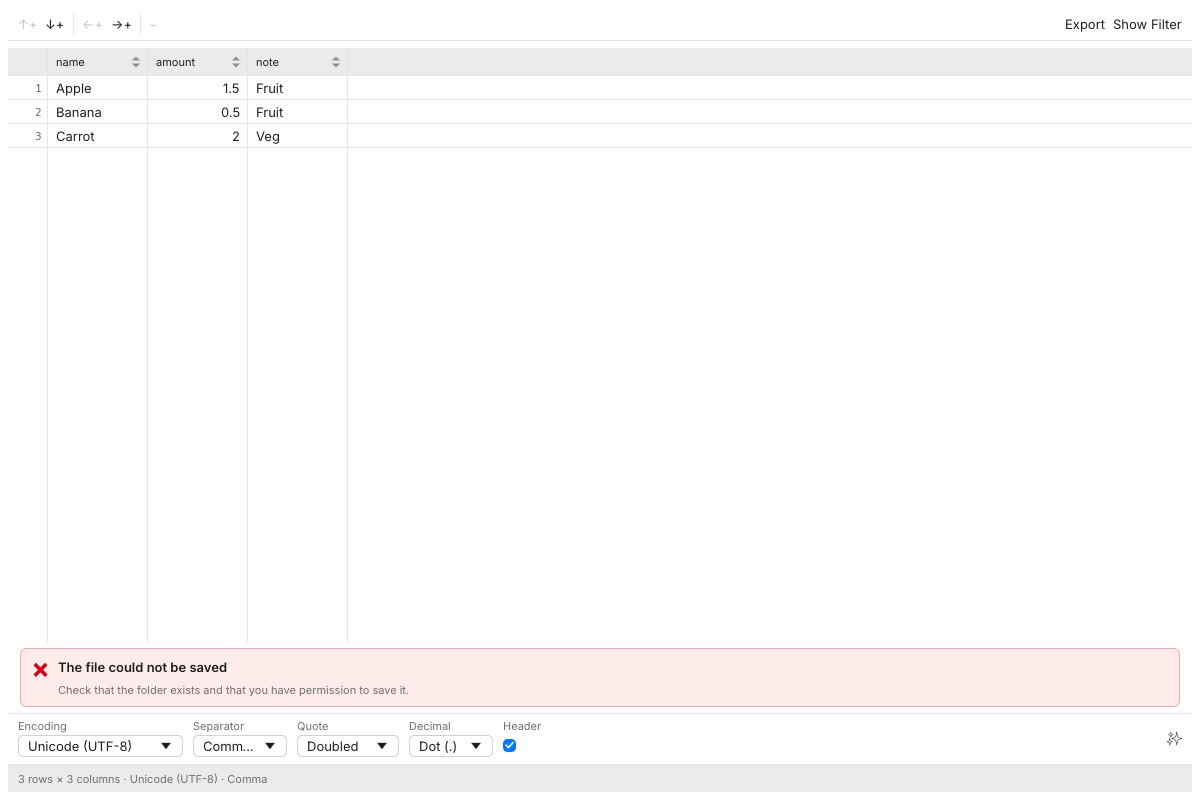 ↑+ ↓+ ←+ →+ − Export Show Filter
name amount note
1 Apple 1.5 Fruit
2 Banana 0.5 Fruit
3 Carrot 2 Veg
The file could not be saved
Check that the folder exists and that you have permission to save it.
Encoding Separator Quote Decimal Header
Unicode (UTF-8) Comm... Doubled Dot (.)
3 rows × 3 columns · Unicode (UTF-8) · Comma